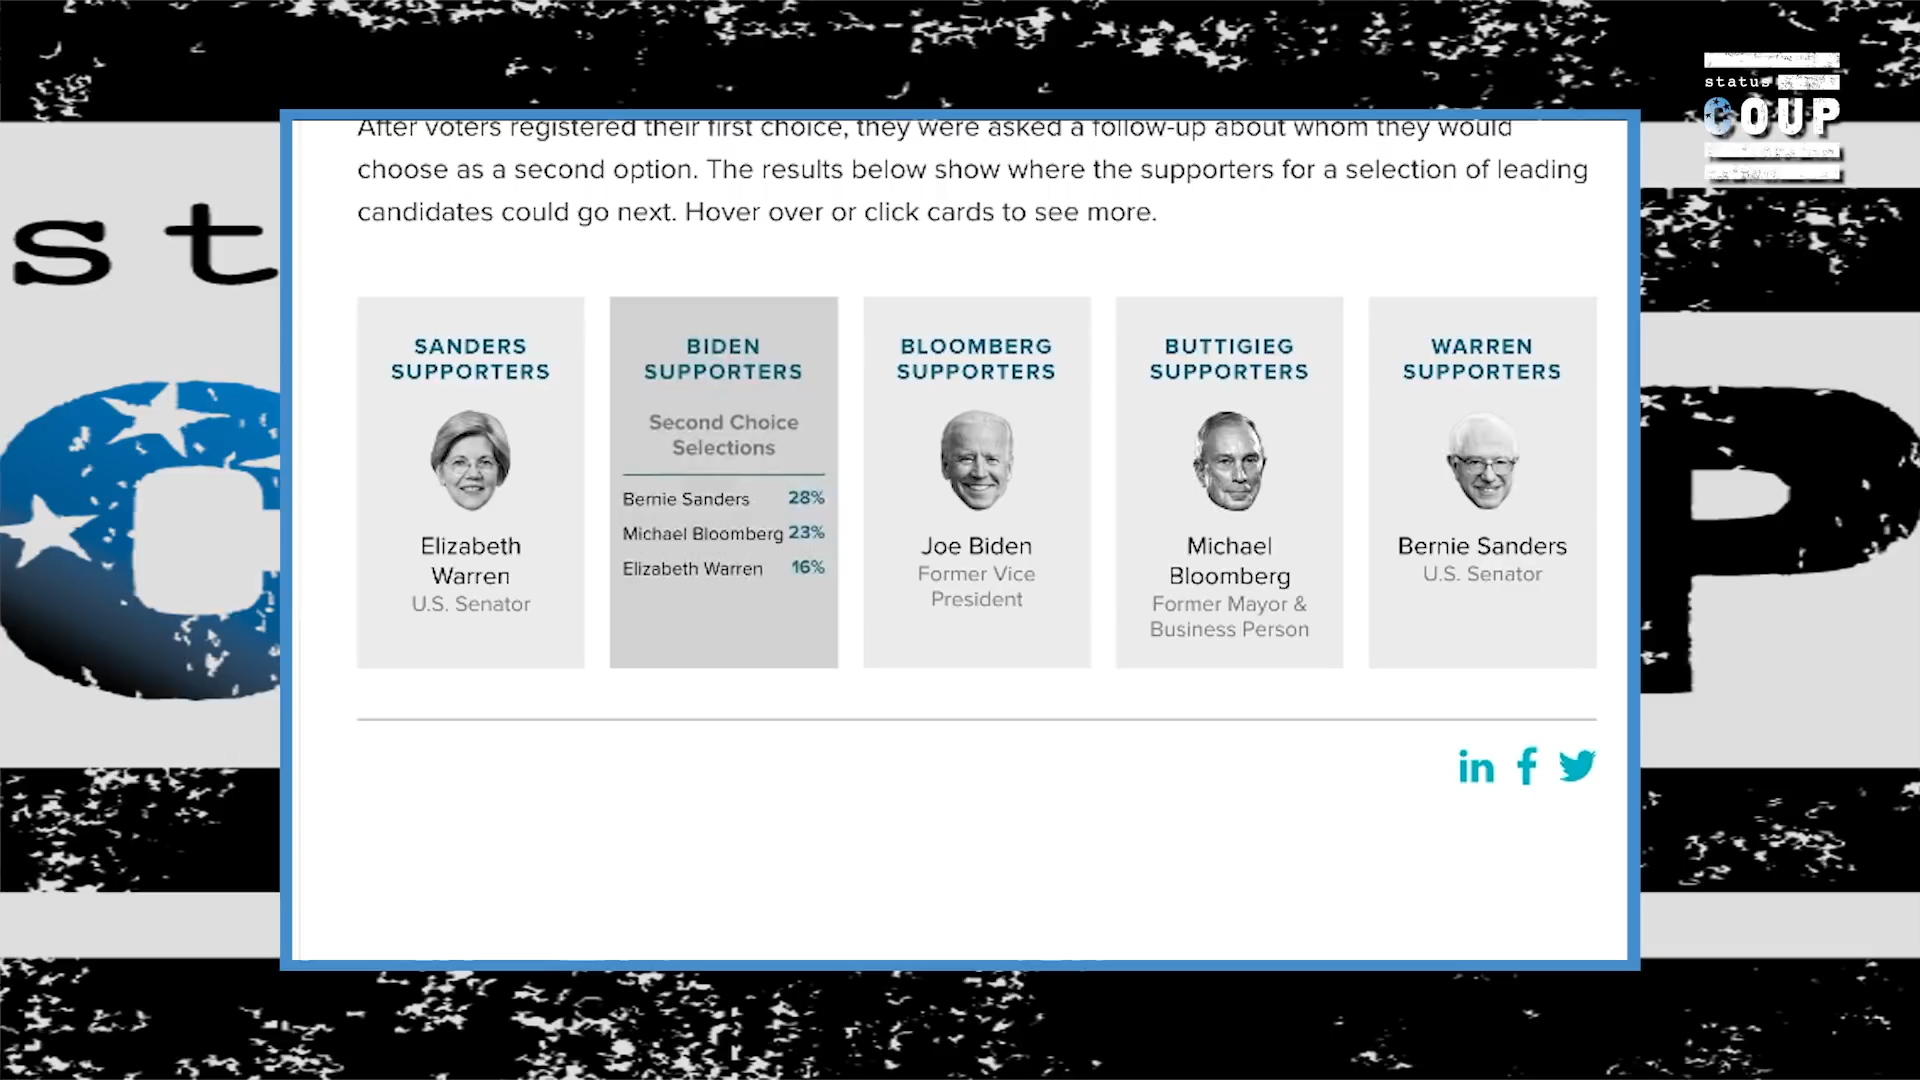 status
COUP
After voters registered their first choice, they were asked a follow-up about whom they would
choose as a second option. The results below show where the supporters for a selection of leading
candidates could go next. Hover over or click cards to see more.
st
C
P
SANDERS
SUPPORTERS
Elizabeth
Warren
U.S. Senator
BIDEN
SUPPORTERS
Second Choice
Selections
Bernie Sanders 28%
Michael Bloomberg 23%
Elizabeth Warren 16%
BLOOMBERG
SUPPORTERS
Joe Biden
Former Vice
President
BUTTIGIEG
SUPPORTERS
Michael
Bloomberg
Former Mayor &
Business Person
WARREN
SUPPORTERS
Bernie Sanders
U.S. Senator
in f